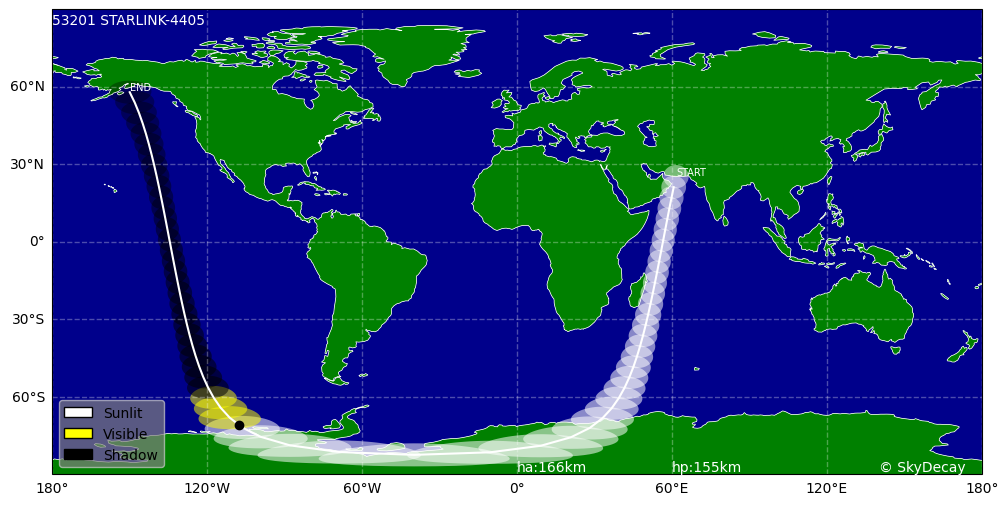 53201 STARLINK-4405
60°N
END
30°N
START
0°
30°S
60°S
Sunlit
Visible
Shadow
ha:166km
hp:155km
© SkyDecay
180°
120°W
60°W
0°
60°E
120°E
180°